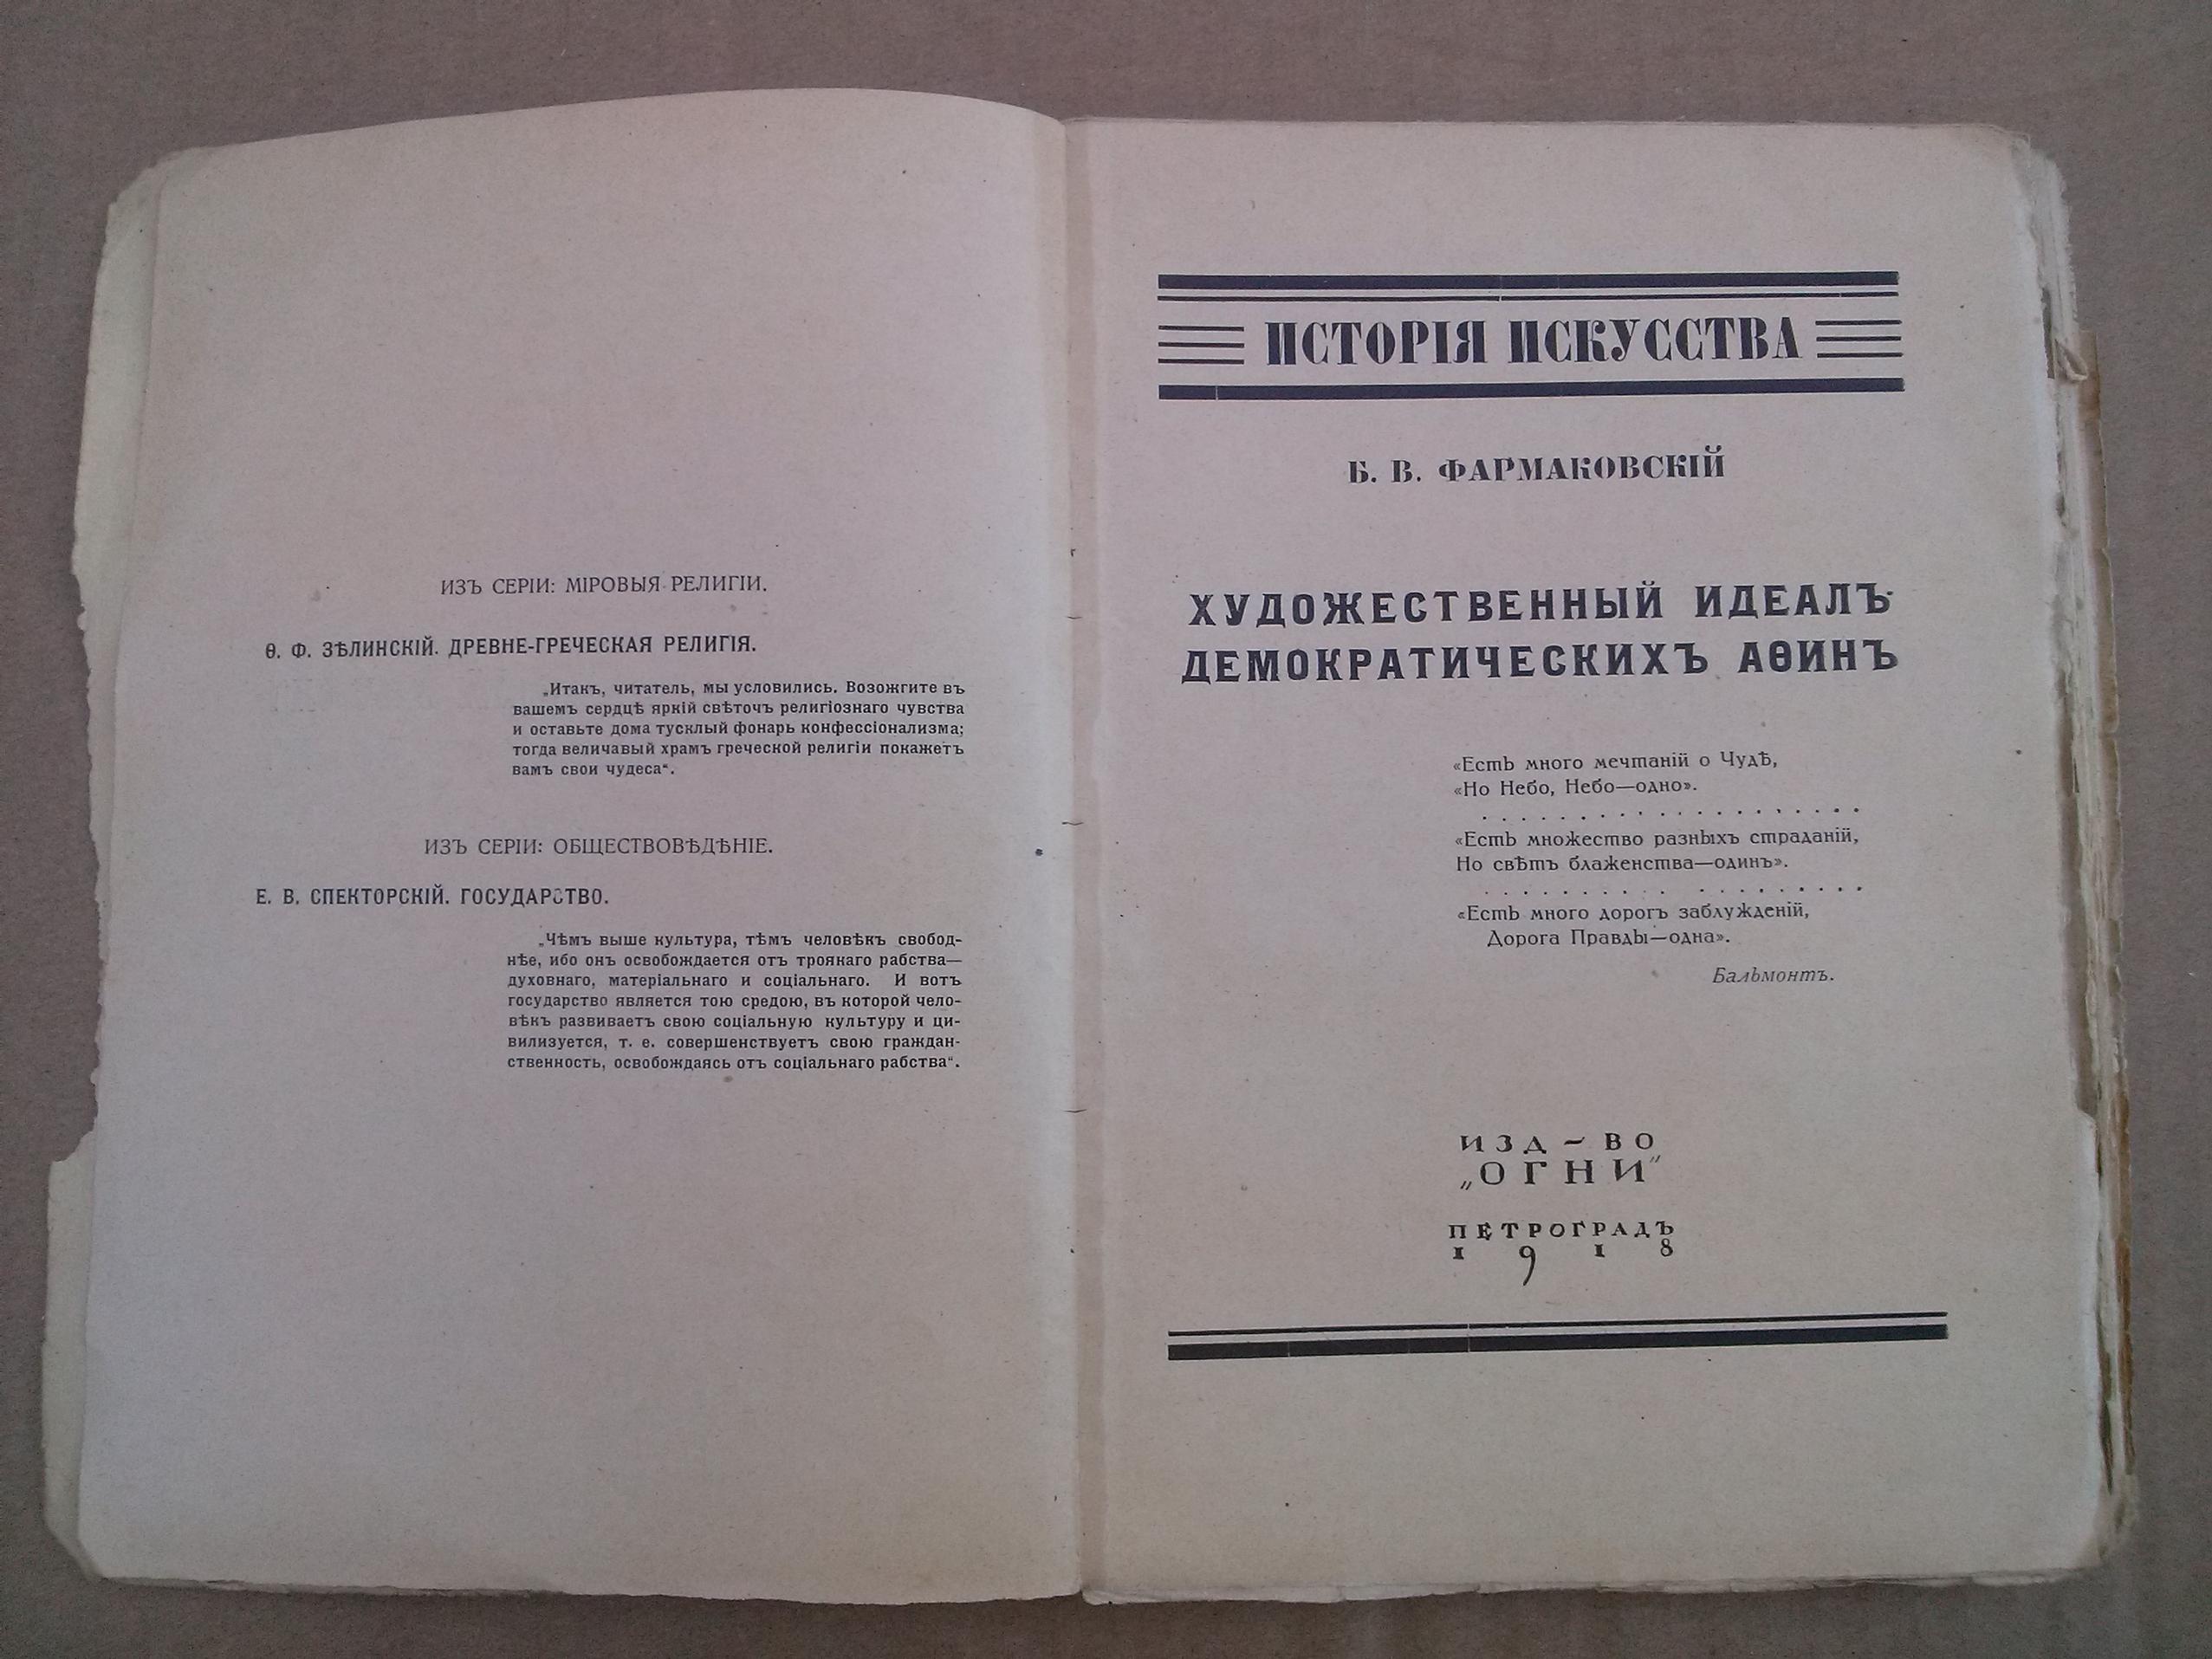 ИЗЪ СЕРІИ: МІРОВЫЯ РЕЛИГІИ.
Ѳ. Ф. ЗѢЛИНСКІЙ. ДРЕВНЕ-ГРЕЧЕСКАЯ РЕЛИГІЯ.
„Итакъ, читатель, мы условились. Возожгите въ
вашемъ сердцѣ яркій свѣточъ религіознаго чувства
и оставьте дома тусклый фонарь конфессіонализма;
тогда величавый храмъ греческой религіи покажетъ
вамъ свои чудеса“.
ИЗЪ СЕРІИ: ОБЩЕСТВОВѢДѢНІЕ.
Е. В. СПЕКТОРСКІЙ. ГОСУДАРСТВО.
„Чѣмъ выше культура, тѣмъ человѣкъ свобод-
нѣе, ибо онъ освобождается отъ троякаго рабства—
духовнаго, матеріальнаго и соціальнаго. И вотъ
государство является тою средою, въ которой чело-
вѣкъ развиваетъ свою соціальную культуру и ци-
вилизуется, т. е. совершенствуетъ свою граждан-
ственность, освобождаясь отъ соціальнаго рабства“.
ИСТОРІЯ ИСКУССТВА
Б. В. ФАРМАКОВСКІЙ
ХУДОЖЕСТВЕННЫЙ ИДЕАЛЪ
ДЕМОКРАТИЧЕСКИХЪ АѲИНЪ
«Есть много мечтаній о Чудѣ,
«Но Небо, Небо—одно».
. . . . . . . . . . . . . . . . . .
«Есть множество разныхъ страданій,
Но свѣтъ блаженства—одинъ».
. . . . . . . . . . . . . . . . . .
«Есть много дорогъ заблужденій,
Дорога Правды—одна».
Бальмонтъ.
ИЗД-ВО
„ОГНИ“
ПЕТРОГРАДЪ
1918